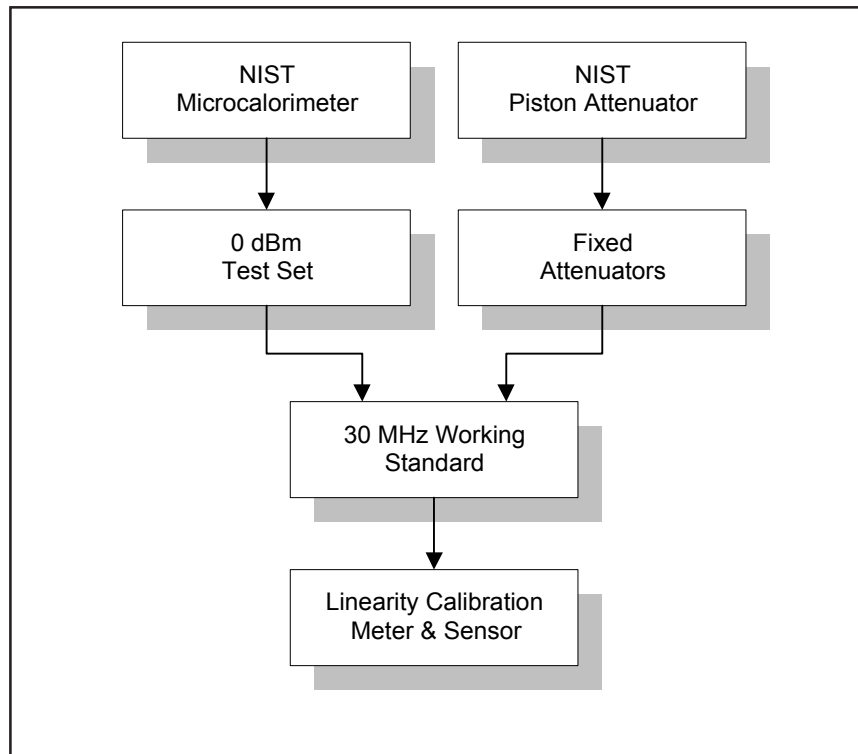 NIST
Microcalorimeter
NIST
Piston Attenuator
0 dBm
Test Set
Fixed
Attenuators
30 MHz Working
Standard
Linearity Calibration
Meter & Sensor